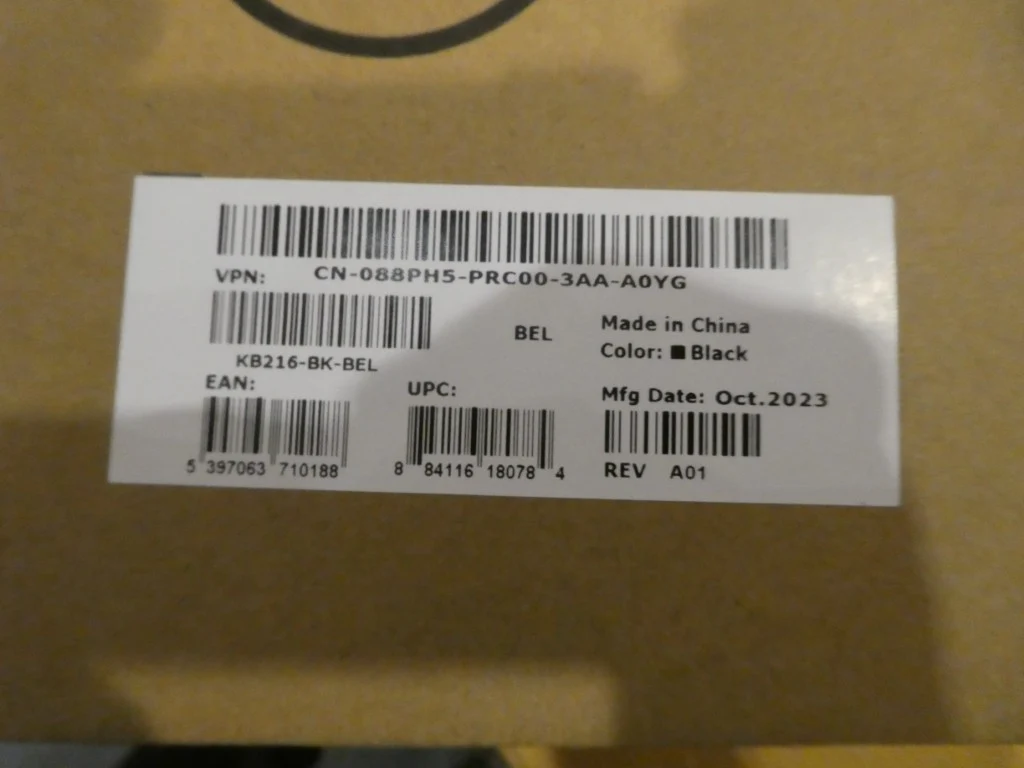 CN-088PH5-PRC00-3AA-A0YG
VPN:
KB216-BK-BEL
BEL
Made in China
Color: Black
EAN:
5 397063 710188
UPC:
8 84116 18078 4
Mfg Date: Oct.2023
REV A01